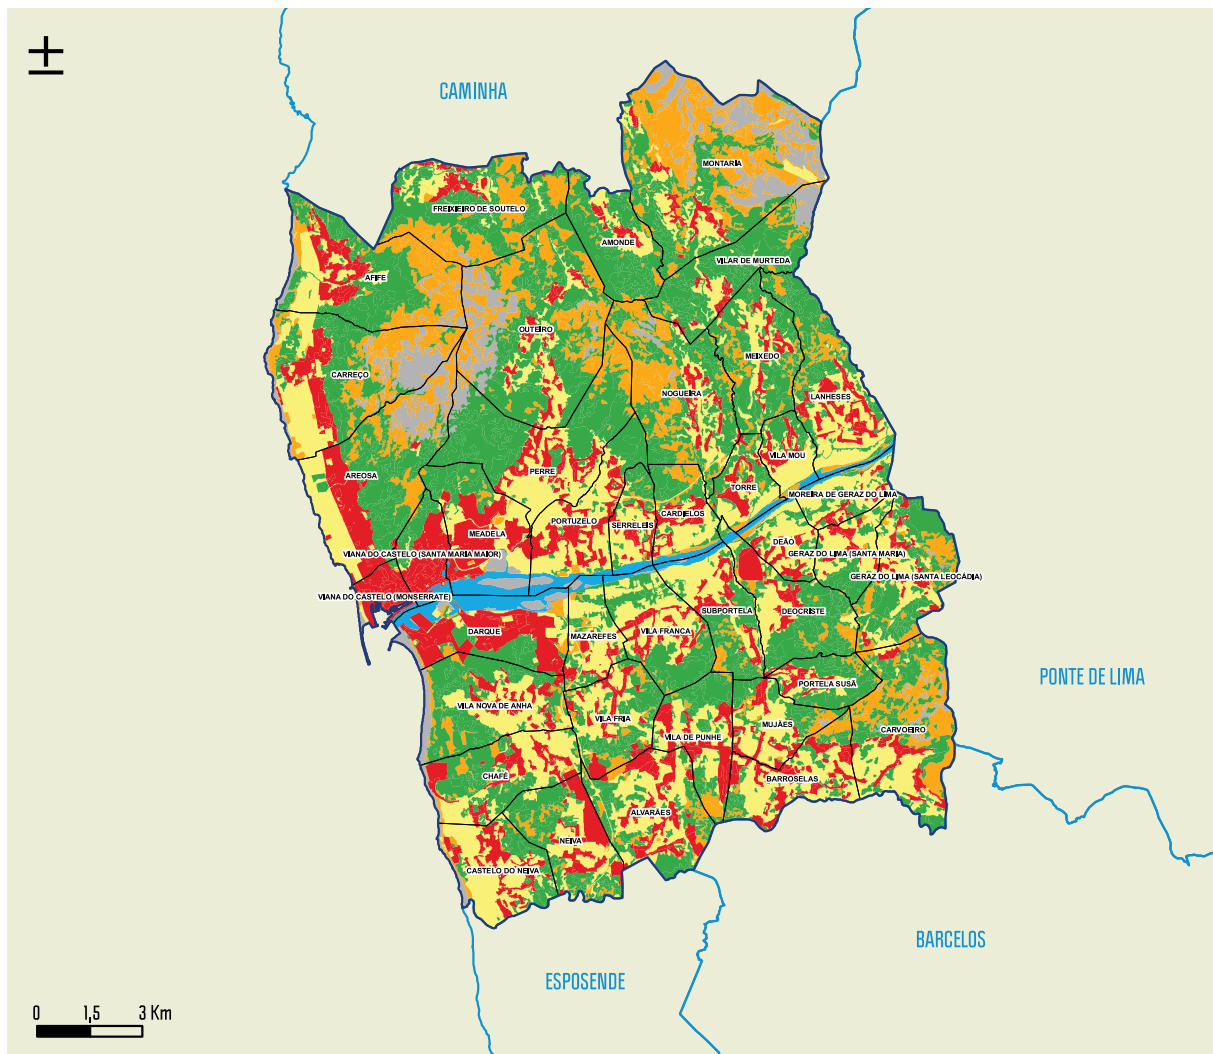 CAMINHA
MONTARIA
FREIXIEIRO DE SOUTELO
AMONDE
VILAR DE MURTEDA
AFIFE
OUTEIRO
MEIXEDO
CARREÇO
NOGUEIRA
LANHESES
VILA MOU
PERRE
AREOSA
TORRE
MOREIRA DE GERAZ DO LIMA
CARDIELOS
PORTUZELO
SERRELEIS
MEADELA
DEÃO
VIANA DO CASTELO (SANTA MARIA MAIOR)
GERAZ DO LIMA (SANTA MARIA)
GERAZ DO LIMA (SANTA LEOCÁDIA)
VIANA DO CASTELO (MONSERRATE)
SUBPORTELA
DEOCRISTE
DARQUE
MAZAREFES
VILA FRANCA
PONTE DE LIMA
PORTELA SUSÃ
VILA NOVA DE ANHA
VILA FRIA
MUJÃES
CARVOEIRO
VILA DE PUNHE
CHAFÉ
BARROSELAS
ALVARÃES
NEIVA
CASTELO DO NEIVA
BARCELOS
ESPOSENDE
0 1,5 3 Km